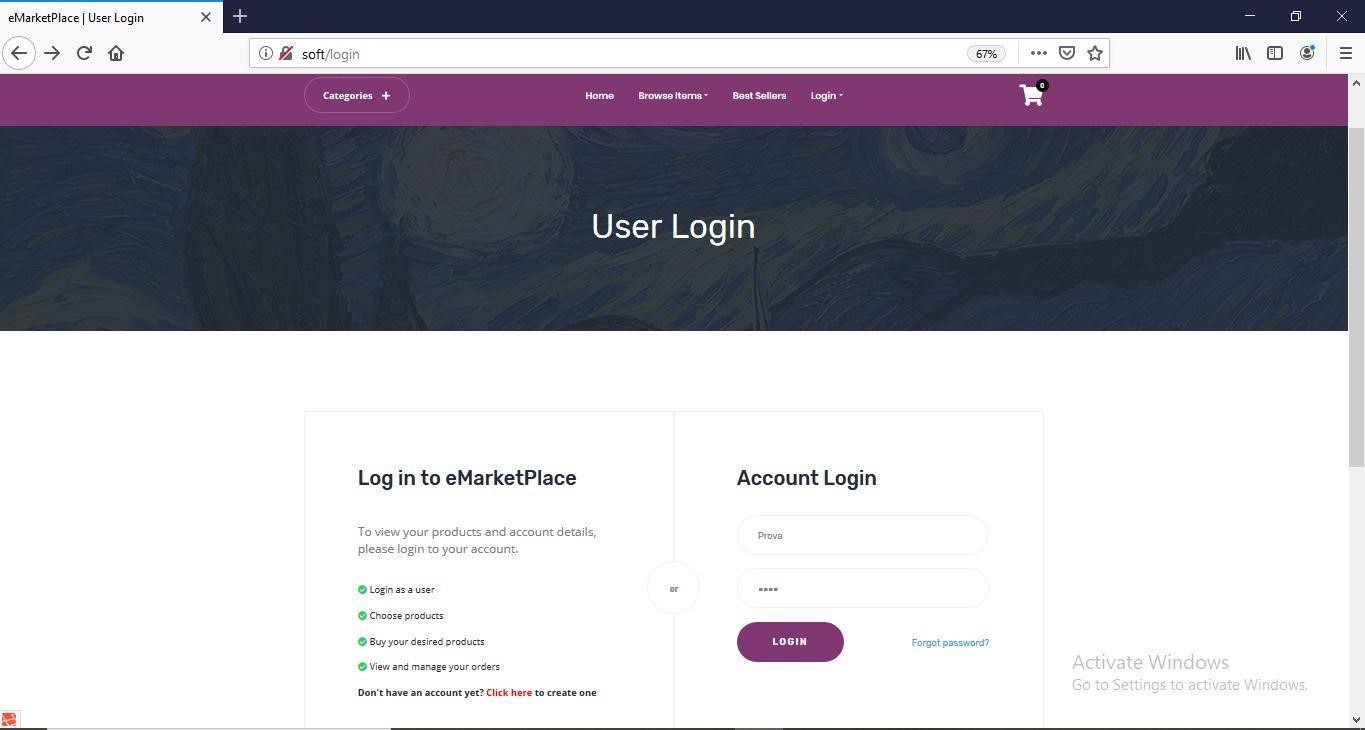 eMarketPlace | User Login
soft/login
67%
Categories +
Home
Browse Items
Best Sellers
Login
0
User Login
Log in to eMarketPlace
To view your products and account details,
please login to your account.
Login as a user
Choose products
Buy your desired products
View and manage your orders
Don't have an account yet? Click here to create one
or
Account Login
Prova
••••
LOGIN
Forgot password?
Activate Windows
Go to Settings to activate Windows.